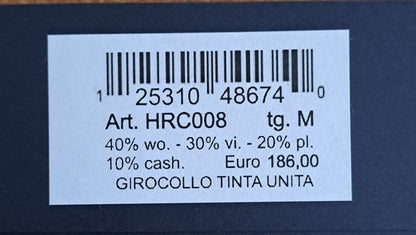 1 25310 48674 0
Art. HRC008 tg. M
40% wo. - 30% vi. - 20% pl.
10% cash. Euro 186,00
GIROCOLLO TINTA UNITA